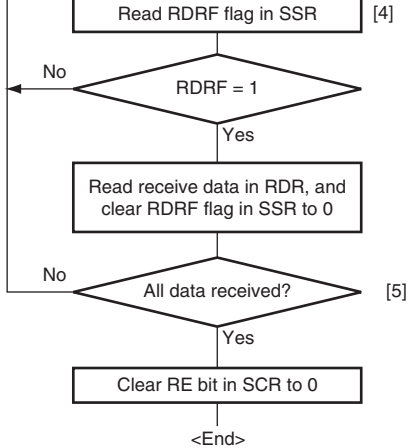 Read RDRF flag in SSR
[4]
No
RDRF = 1
Yes
Read receive data in RDR, and
clear RDRF flag in SSR to 0
No
All data received?
[5]
Yes
Clear RE bit in SCR to 0
<End>